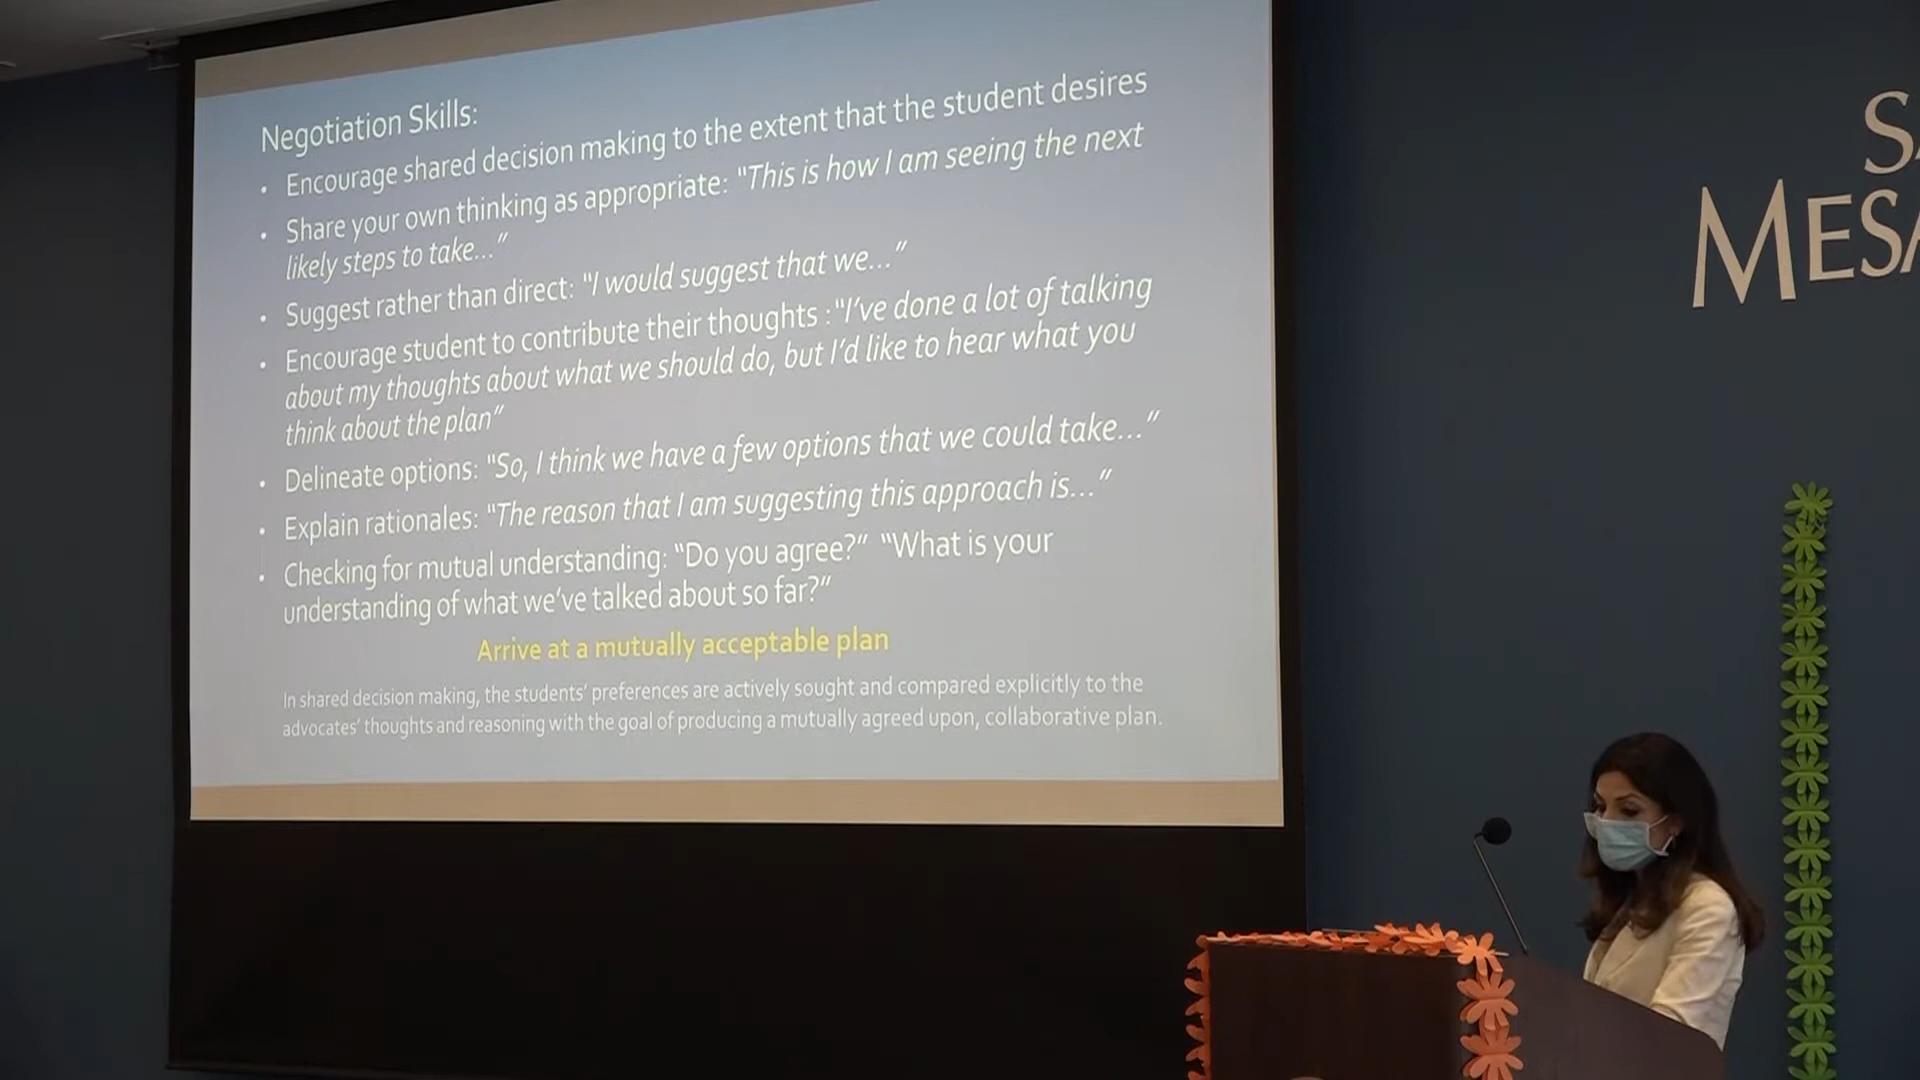 Negotiation Skills:
• Encourage shared decision making to the extent that the student desires
• Share your own thinking as appropriate: "This is how I am seeing the next
likely steps to take…"
• Suggest rather than direct: "I would suggest that we…"
• Encourage student to contribute their thoughts :"I've done a lot of talking
about my thoughts about what we should do, but I'd like to hear what you
think about the plan"
• Delineate options: "So, I think we have a few options that we could take…"
• Explain rationales: "The reason that I am suggesting this approach is…"
• Checking for mutual understanding: "Do you agree?" "What is your
understanding of what we've talked about so far?"
Arrive at a mutually acceptable plan
In shared decision making, the students' preferences are actively sought and compared explicitly to the
advocates' thoughts and reasoning with the goal of producing a mutually agreed upon, collaborative plan.
SA
MESA